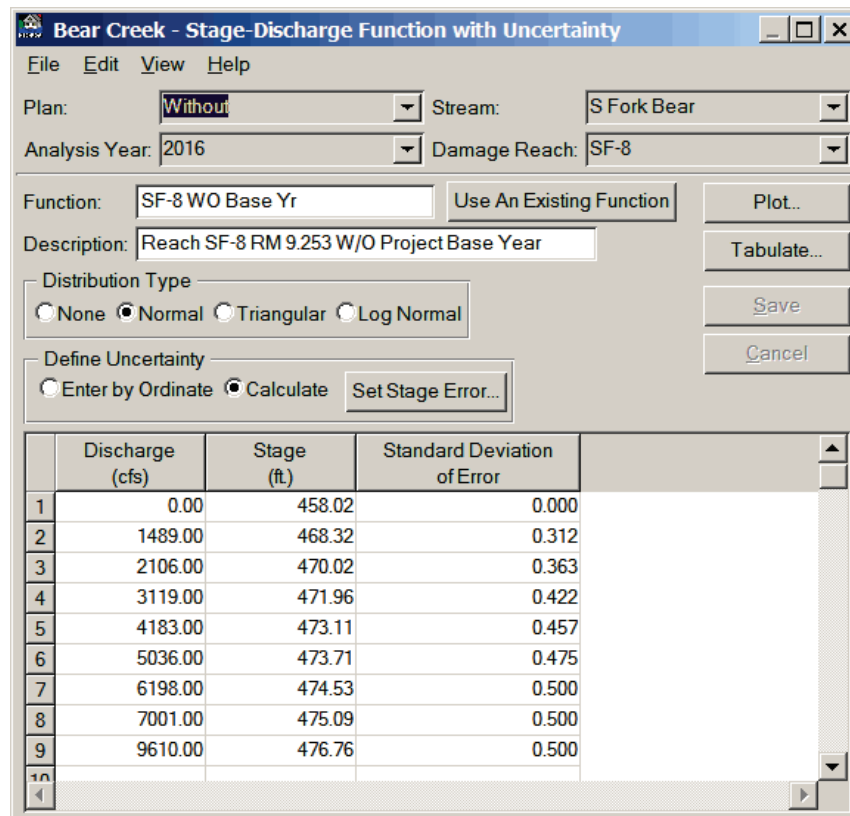 Bear Creek - Stage-Discharge Function with Uncertainty
File Edit View Help
Plan: Without Stream: S Fork Bear
Analysis Year: 2016 Damage Reach: SF-8
Function: SF-8 WO Base Yr Use An Existing Function Plot...
Description: Reach SF-8 RM 9.253 W/O Project Base Year Tabulate...
Distribution Type
None Normal Triangular Log Normal Save
Define Uncertainty Cancel
Enter by Ordinate Calculate Set Stage Error...
Discharge Stage Standard Deviation
(cfs) (ft.) of Error
1 0.00 458.02 0.000
2 1489.00 468.32 0.312
3 2106.00 470.02 0.363
4 3119.00 471.96 0.422
5 4183.00 473.11 0.457
6 5036.00 473.71 0.475
7 6198.00 474.53 0.500
8 7001.00 475.09 0.500
9 9610.00 476.76 0.500
10